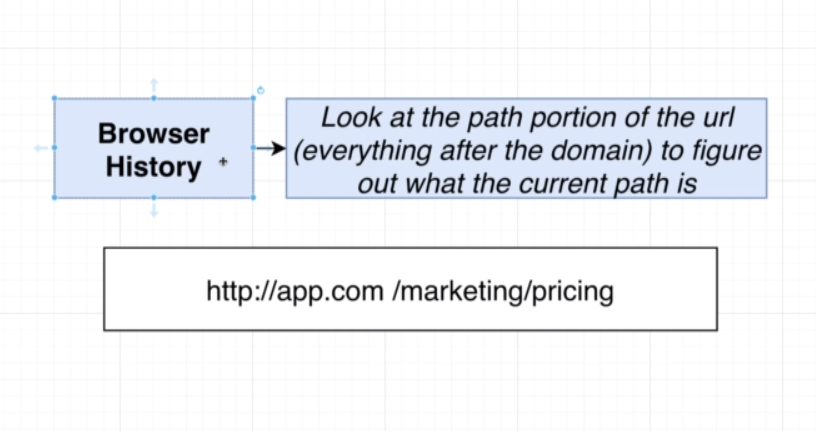 Browser
History
Look at the path portion of the url
(everything after the domain) to figure
out what the current path is
http://app.com /marketing/pricing